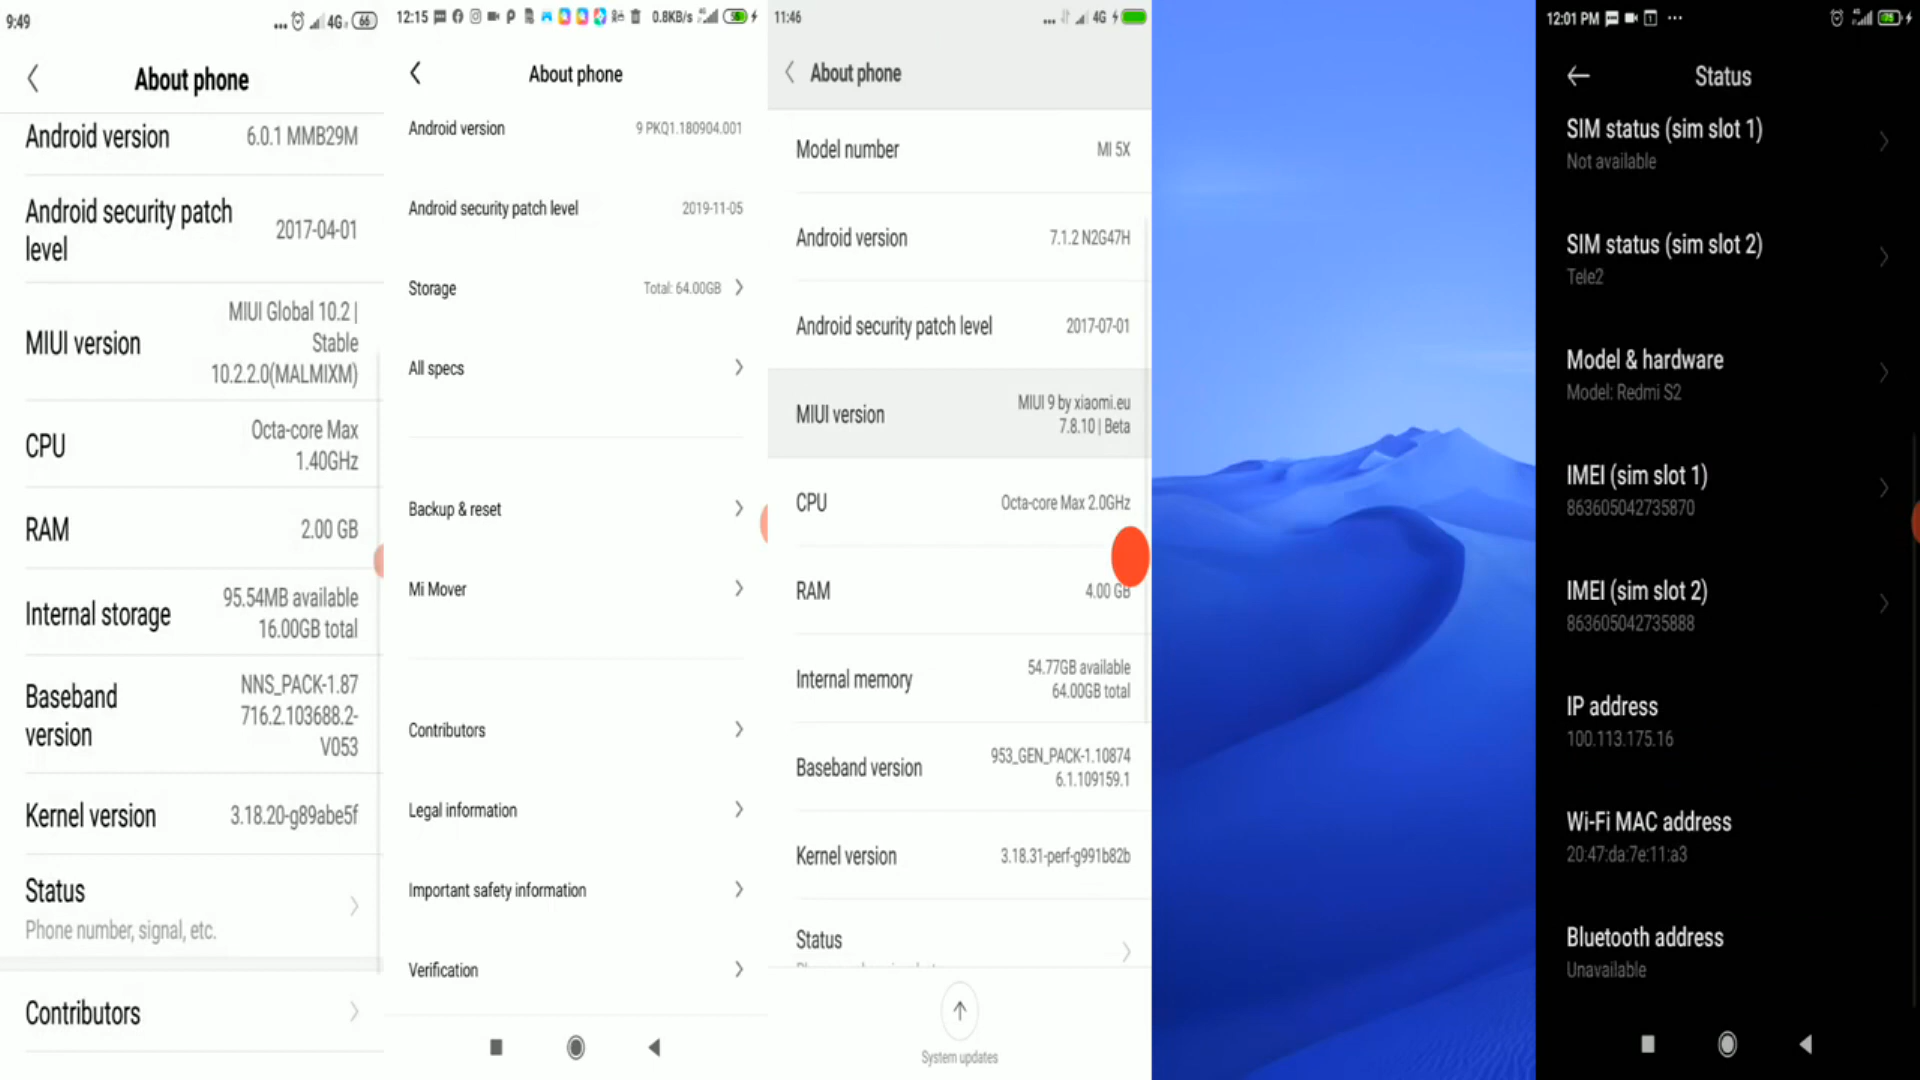 9:49
4G
66
About phone
Android version
6.0.1 MMB29M
Android security patch
level
2017-04-01
MIUI version
MIUI Global 10.2 |
Stable
10.2.2.0(MALMIXM)
CPU
Octa-core Max
1.40GHz
RAM
2.00 GB
Internal storage
95.54MB available
16.00GB total
Baseband
version
NNS_PACK-1.87
716.2.103688.2-
V053
Kernel version
3.18.20-g89abe5f
Status
Phone number, signal, etc.
Contributors
12:15
0.8KB/s
About phone
Android version
9 PKQ1.180904.001
Android security patch level
2019-11-05
Storage
Total: 64.00GB
All specs
Backup & reset
Mi Mover
Contributors
Legal information
Important safety information
Verification
11:46
4G
About phone
Model number
MI 5X
Android version
7.1.2 N2G47H
Android security patch level
2017-07-01
MIUI version
MIUI 9 by xiaomi.eu
7.8.10 | Beta
CPU
Octa-core Max 2.0GHz
RAM
4.00 GB
Internal memory
54.77GB available
64.00GB total
Baseband version
953_GEN_PACK-1.10874
6.1.109159.1
Kernel version
3.18.31-perf-g991b82b
Status
System updates
12:01 PM
Status
SIM status (sim slot 1)
Not available
SIM status (sim slot 2)
Tele2
Model & hardware
Model: Redmi S2
IMEI (sim slot 1)
863605042735870
IMEI (sim slot 2)
863605042735888
IP address
100.113.175.16
Wi-Fi MAC address
20:47:da:7e:11:a3
Bluetooth address
Unavailable